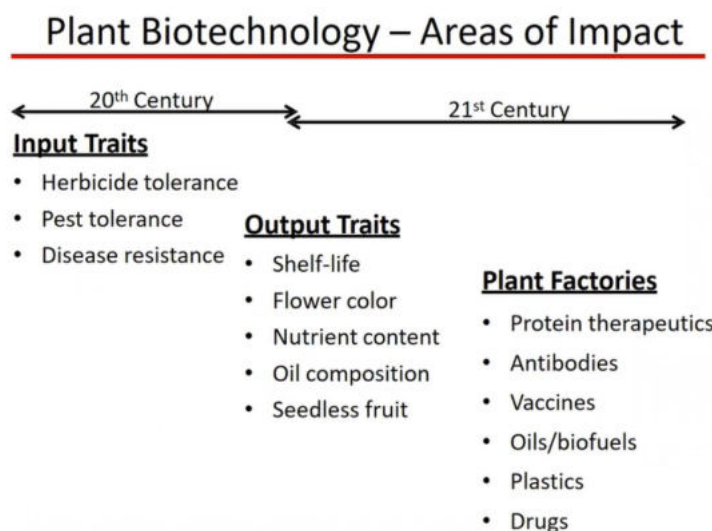 Plant Biotechnology – Areas of Impact
20th Century
21st Century
Input Traits
• Herbicide tolerance
• Pest tolerance
• Disease resistance
Output Traits
• Shelf-life
• Flower color
• Nutrient content
• Oil composition
• Seedless fruit
Plant Factories
• Protein therapeutics
• Antibodies
• Vaccines
• Oils/biofuels
• Plastics
• Drugs